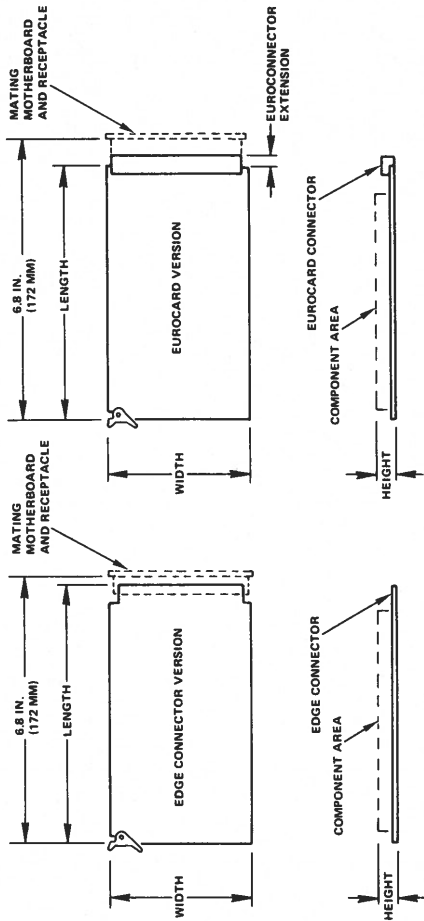 MATING
MOTHERBOARD
AND RECEPTACLE
6.8 IN.
(172 MM)
LENGTH
WIDTH
EDGE CONNECTOR VERSION
COMPONENT AREA
EDGE CONNECTOR
HEIGHT
MATING
MOTHERBOARD
AND RECEPTACLE
6.8 IN.
(172 MM)
LENGTH
WIDTH
EUROCARD VERSION
EUROCONNECTOR
EXTENSION
COMPONENT AREA
EUROCARD CONNECTOR
HEIGHT